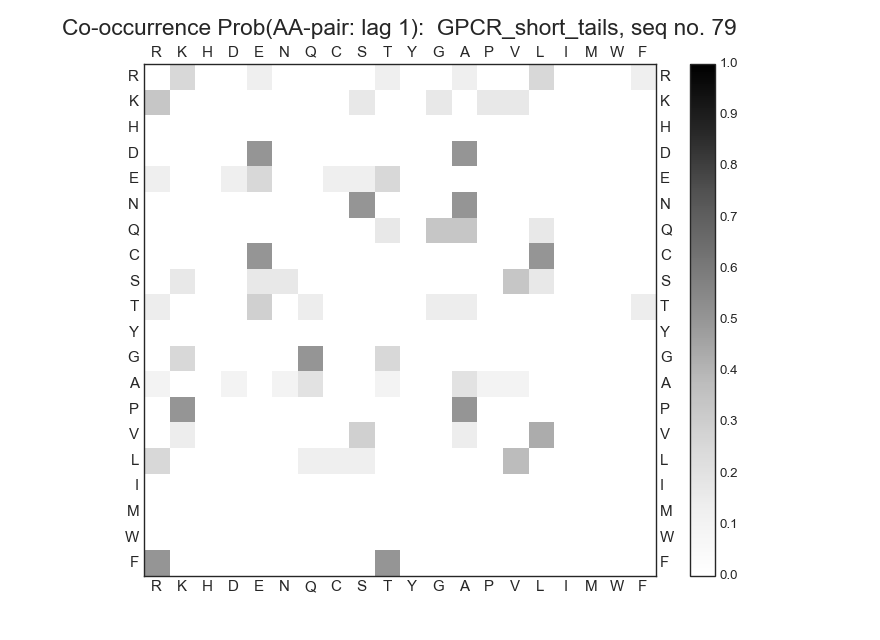 Co-occurrence Prob(AA-pair: lag 1):  GPCR_short_tails, seq no. 79
R K H D E N Q C S T Y G A P V L I M W F
R R 1.0
K K 0.9
H H
D D 0.8
E E
N N 0.7
Q Q
C C 0.6
S S
T T 0.5
Y Y
G G 0.4
A A
P P 0.3
V V
L L 0.2
I I
M M 0.1
W W
F F 0.0
R K H D E N Q C S T Y G A P V L I M W F